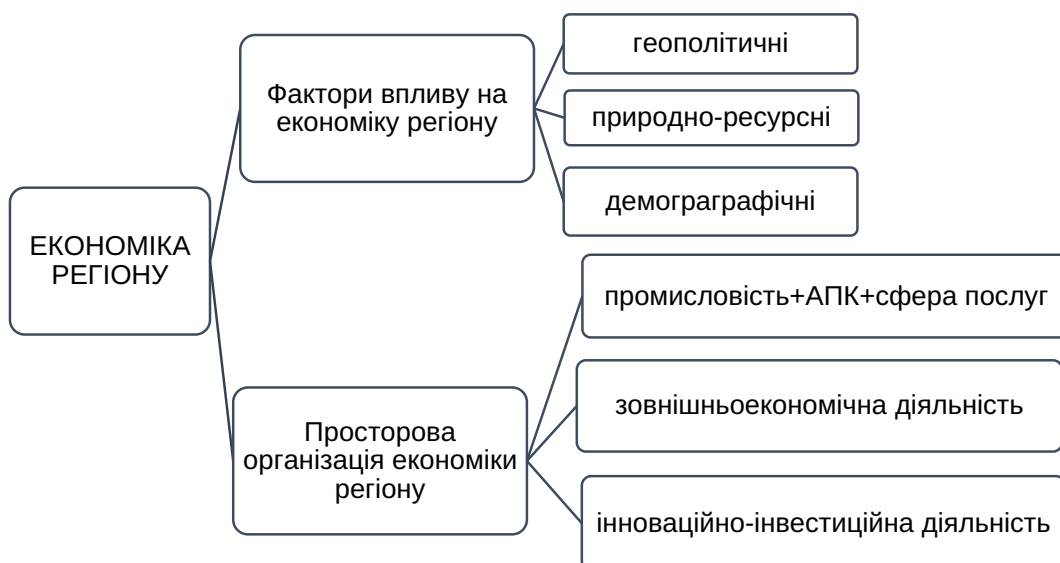 ЕКОНОМІКА
РЕГІОНУ
Фактори впливу на
економіку регіону
геополітичні
природно-ресурсні
демограграфічні
Просторова
організація економіки
регіону
промисловість+АПК+сфера послуг
зовнішньоекономічна діяльність
інноваційно-інвестиційна діяльність